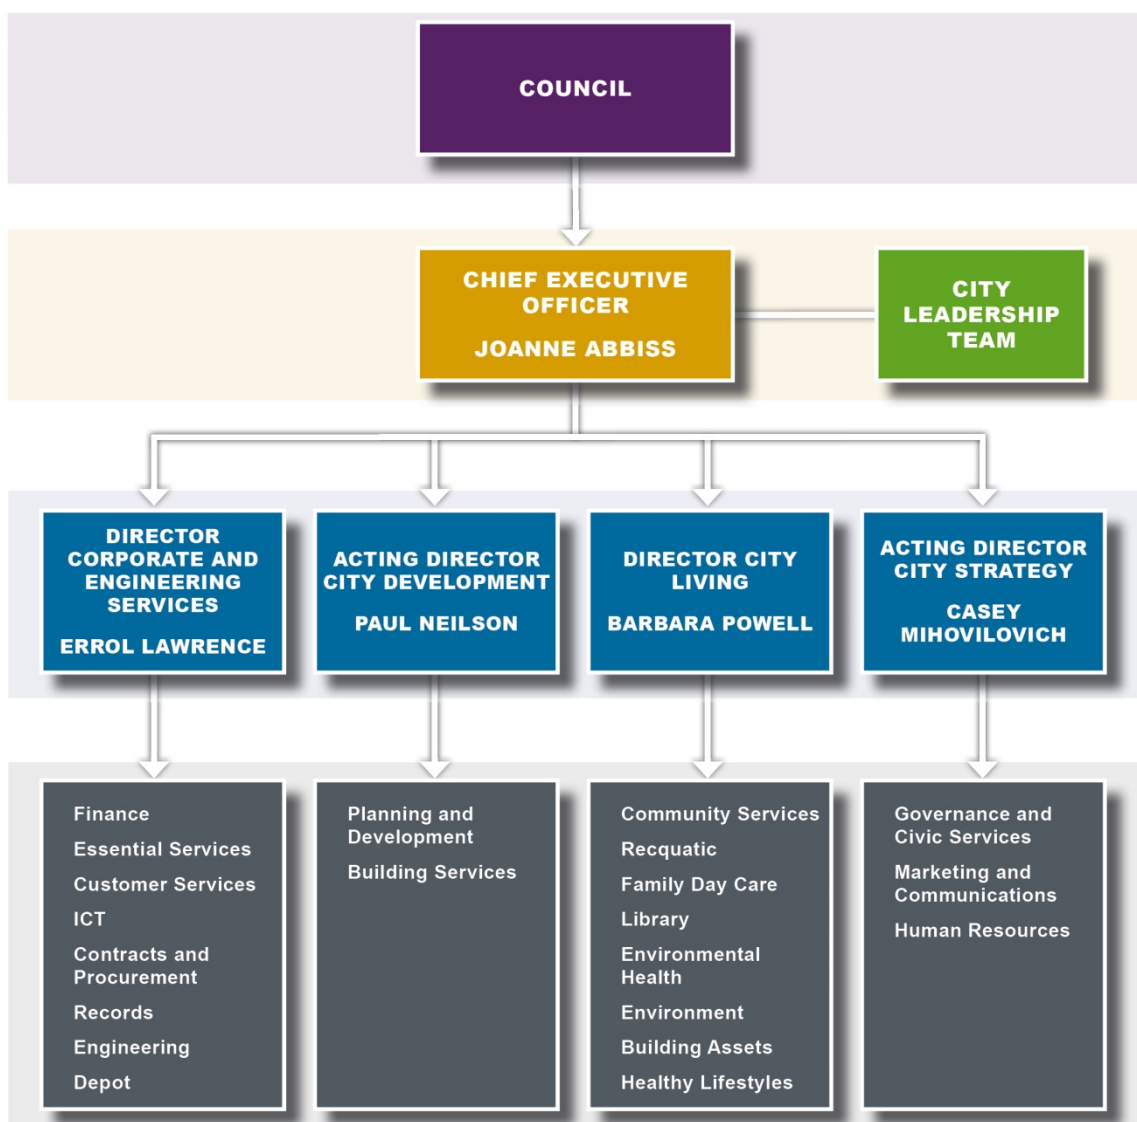 COUNCIL
CHIEF EXECUTIVE
OFFICER
JOANNE ABBISS
CITY
LEADERSHIP
TEAM
DIRECTOR
CORPORATE AND
ENGINEERING
SERVICES
ERROL LAWRENCE
ACTING DIRECTOR
CITY DEVELOPMENT
PAUL NEILSON
DIRECTOR CITY
LIVING
BARBARA POWELL
ACTING DIRECTOR
CITY STRATEGY
CASEY
MIHOVILOVICH
Finance
Essential Services
Customer Services
ICT
Contracts and
Procurement
Records
Engineering
Depot
Planning and
Development
Building Services
Community Services
Recquatic
Family Day Care
Library
Environmental
Health
Environment
Building Assets
Healthy Lifestyles
Governance and
Civic Services
Marketing and
Communications
Human Resources